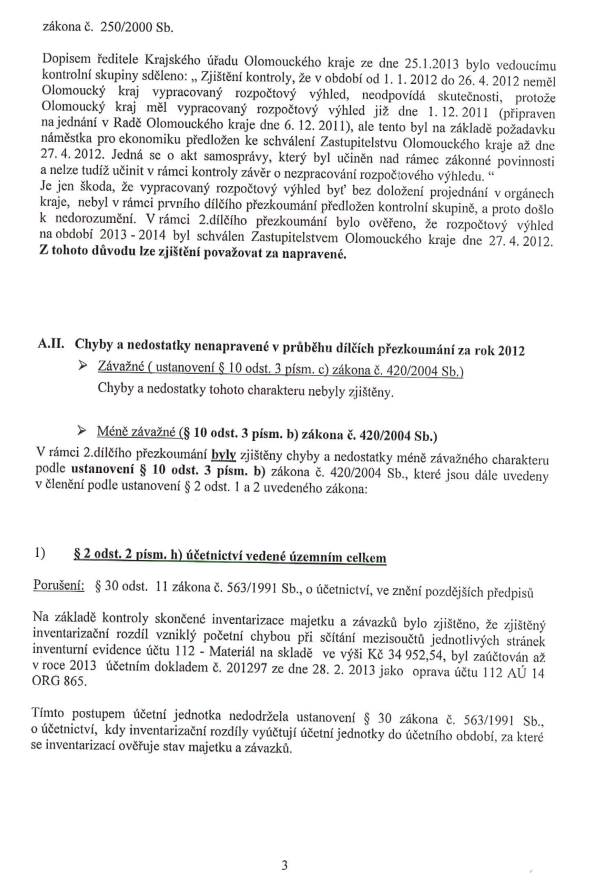 zákona č. 250/2000 Sb.
Dopisem ředitele Krajského úřadu Olomouckého kraje ze dne 25.1.2013 bylo vedoucímu
kontrolní skupiny sděleno: „ Zjištění kontroly, že v období od 1. 1. 2012 do 26. 4. 2012 neměl
Olomoucký kraj vypracovaný rozpočtový výhled, neodpovídá skutečnosti, protože
Olomoucký kraj měl vypracovaný rozpočtový výhled již dne 1. 12. 2011 (připraven
na jednání v Radě Olomouckého kraje dne 6. 12. 2011), ale tento byl na základě požadavku
náměstka pro ekonomiku předložen ke schválení Zastupitelstvu Olomouckého kraje až dne
27. 4. 2012. Jedná se o akt samosprávy, který byl učiněn nad rámec zákonné povinnosti
a nelze tudíž učinit v rámci kontroly závěr o nezpracování rozpočtového výhledu. “
Je jen škoda, že vypracovaný rozpočtový výhled byť bez doložení projednání v orgánech
kraje, nebyl v rámci prvního dílčího přezkoumání předložen kontrolní skupině, a proto došlo
k nedorozumění. V rámci 2.dílčího přezkoumání bylo ověřeno, že rozpočtový výhled
na období 2013 - 2014 byl schválen Zastupitelstvem Olomouckého kraje dne 27. 4. 2012.
Z tohoto důvodu lze zjištění považovat za napravené.
A.II. Chyby a nedostatky nenapravené v průběhu dílčích přezkoumání za rok 2012
➢ Závažné ( ustanovení § 10 odst. 3 písm. c) zákona č. 420/2004 Sb.)
Chyby a nedostatky tohoto charakteru nebyly zjištěny.
➢ Méně závažné (§ 10 odst. 3 písm. b) zákona č. 420/2004 Sb.)
V rámci 2.dílčího přezkoumání byly zjištěny chyby a nedostatky méně závažného charakteru
podle ustanovení § 10 odst. 3 písm. b) zákona č. 420/2004 Sb., které jsou dále uvedeny
v členění podle ustanovení § 2 odst. 1 a 2 uvedeného zákona:
1) § 2 odst. 2 písm. h) účetnictví vedené územním celkem
Porušení: § 30 odst. 11 zákona č. 563/1991 Sb., o účetnictví, ve znění pozdějších předpisů
Na základě kontroly skončené inventarizace majetku a závazků bylo zjištěno, že zjištěný
inventarizační rozdíl vzniklý početní chybou při sčítání mezisoučtů jednotlivých stránek
inventurní evidence účtu 112 - Materiál na skladě ve výši Kč 34 952,54, byl zaúčtován až
v roce 2013 účetním dokladem č. 201297 ze dne 28. 2. 2013 jako oprava účtu 112 AÚ 14
ORG 865.
Tímto postupem účetní jednotka nedodržela ustanovení § 30 zákona č. 563/1991 Sb.,
o účetnictví, kdy inventarizační rozdíly vyúčtují účetní jednotky do účetního období, za které
se inventarizací ověřuje stav majetku a závazků.
3